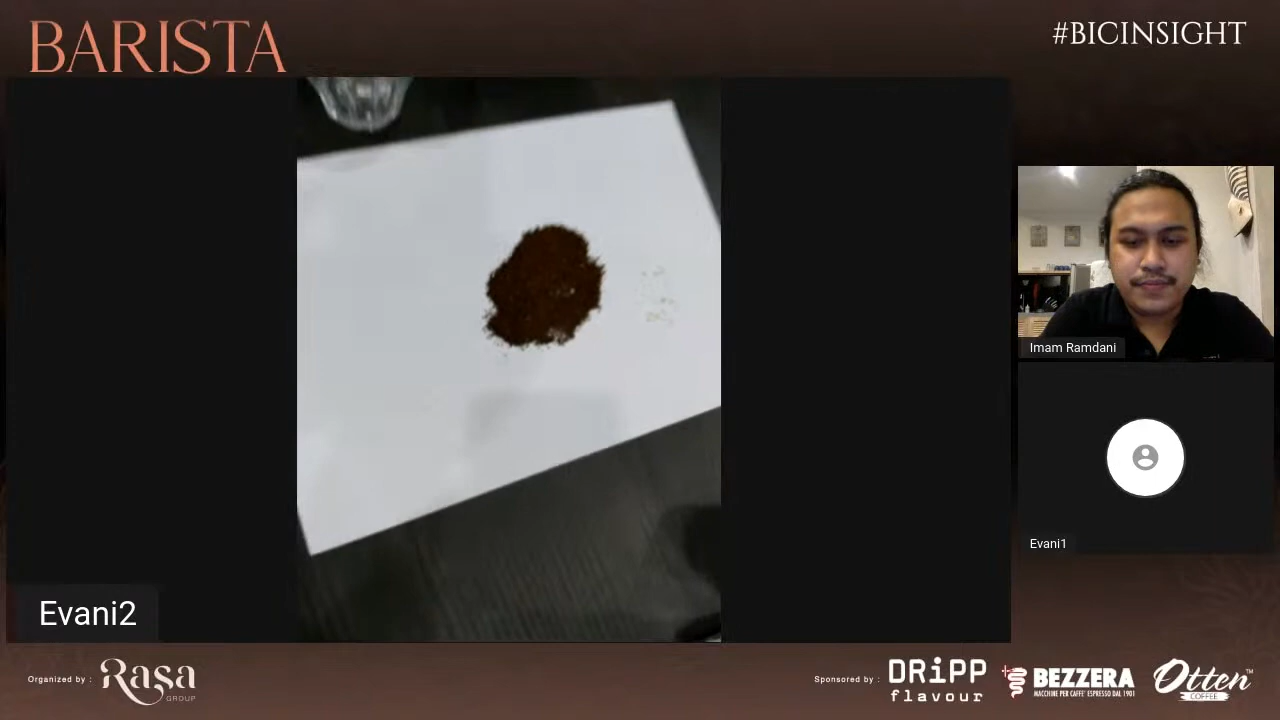 BARISTA
#BICINSIGHT
Imam Ramdani
Evani1
Evani2
Organized by :
Rasa
GROUP
Sponsored by :
DRiPP
flavour
BEZZERA
MACCHINE PER CAFFE' ESPRESSO DAL 1901
Otten
COFFEE
TM